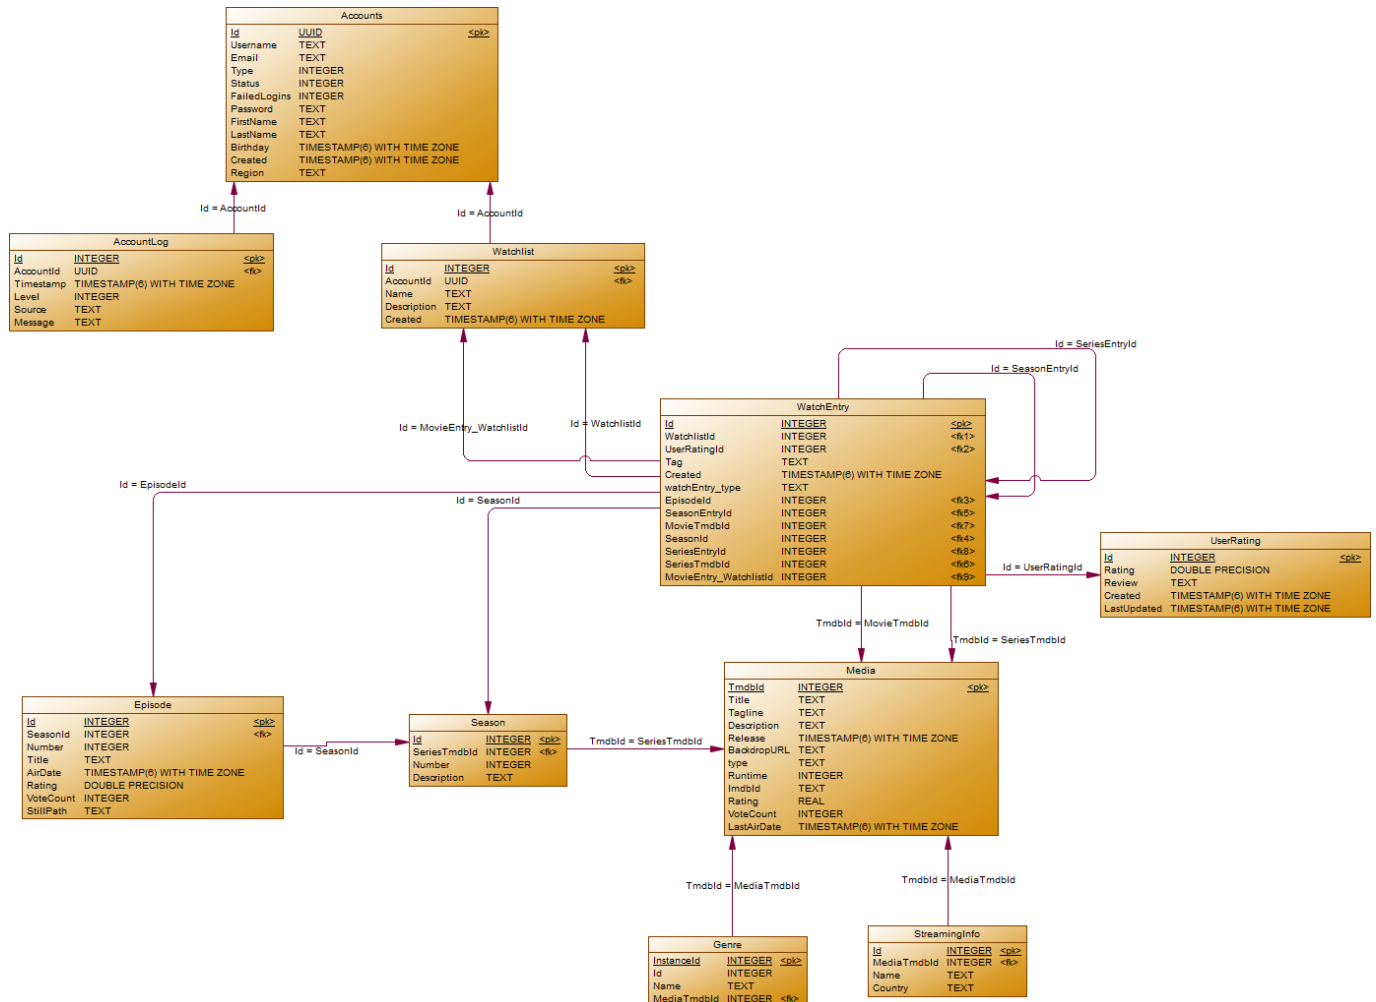 Accounts
Id UUID <pk>
Username TEXT
Email TEXT
Type INTEGER
Status INTEGER
FailedLogins INTEGER
Password TEXT
FirstName TEXT
LastName TEXT
Birthday TIMESTAMP(6) WITH TIME ZONE
Created TIMESTAMP(6) WITH TIME ZONE
Region TEXT
Id = AccountId
Id = AccountId
AccountLog
Id INTEGER <pk>
AccountId UUID <fk>
Timestamp TIMESTAMP(6) WITH TIME ZONE
Level INTEGER
Source TEXT
Message TEXT
Watchlist
Id INTEGER <pk>
AccountId UUID <fk>
Name TEXT
Description TEXT
Created TIMESTAMP(6) WITH TIME ZONE
Id = SeriesEntryId
Id = SeasonEntryId
Id = MovieEntry_WatchlistId
Id = WatchlistId
WatchEntry
Id INTEGER <pk>
WatchlistId INTEGER <fk1>
UserRatingId INTEGER <fk2>
Tag TEXT
Created TIMESTAMP(6) WITH TIME ZONE
watchEntry_type TEXT
EpisodeId INTEGER <fk3>
SeasonEntryId INTEGER <fk5>
MovieTmdbId INTEGER <fk7>
SeasonId INTEGER <fk4>
SeriesEntryId INTEGER <fk8>
SeriesTmdbId INTEGER <fk6>
MovieEntry_WatchlistId INTEGER <fk9>
Id = EpisodeId
Id = SeasonId
Id = UserRatingId
UserRating
Id INTEGER <pk>
Rating DOUBLE PRECISION
Review TEXT
Created TIMESTAMP(6) WITH TIME ZONE
LastUpdated TIMESTAMP(6) WITH TIME ZONE
TmdbId = MovieTmdbId
TmdbId = SeriesTmdbId
Episode
Id INTEGER <pk>
SeasonId INTEGER <fk>
Number INTEGER
Title TEXT
AirDate TIMESTAMP(6) WITH TIME ZONE
Rating DOUBLE PRECISION
VoteCount INTEGER
StillPath TEXT
Id = SeasonId
Season
Id INTEGER <pk>
SeriesTmdbId INTEGER <fk>
Number INTEGER
Description TEXT
TmdbId = SeriesTmdbId
Media
TmdbId INTEGER <pk>
Title TEXT
Tagline TEXT
Description TEXT
Release TIMESTAMP(6) WITH TIME ZONE
BackdropURL TEXT
type TEXT
Runtime INTEGER
ImdbId TEXT
Rating REAL
VoteCount INTEGER
LastAirDate TIMESTAMP(6) WITH TIME ZONE
TmdbId = MediaTmdbId
TmdbId = MediaTmdbId
Genre
InstanceId INTEGER <pk>
Id INTEGER
Name TEXT
MediaTmdbId INTEGER <fk>
StreamingInfo
Id INTEGER <pk>
MediaTmdbId INTEGER <fk>
Name TEXT
Country TEXT